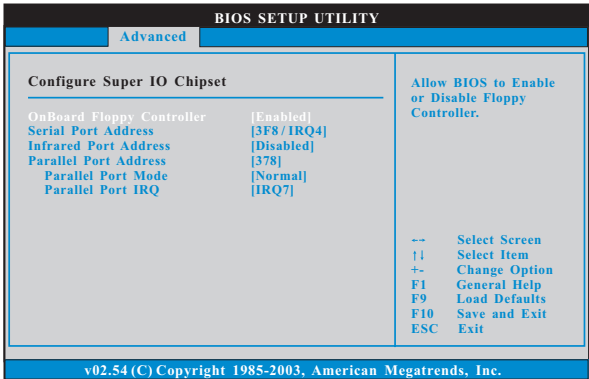 BIOS SETUP UTILITY
Advanced
Configure Super IO Chipset
OnBoard Floppy Controller [Enabled]
Serial Port Address [3F8 / IRQ4]
Infrared Port Address [Disabled]
Parallel Port Address [378]
Parallel Port Mode [Normal]
Parallel Port IRQ [IRQ7]
Allow BIOS to Enable
or Disable Floppy
Controller.
←→ Select Screen
↑↓ Select Item
+- Change Option
F1 General Help
F9 Load Defaults
F10 Save and Exit
ESC Exit
v02.54 (C) Copyright 1985-2003, American Megatrends, Inc.